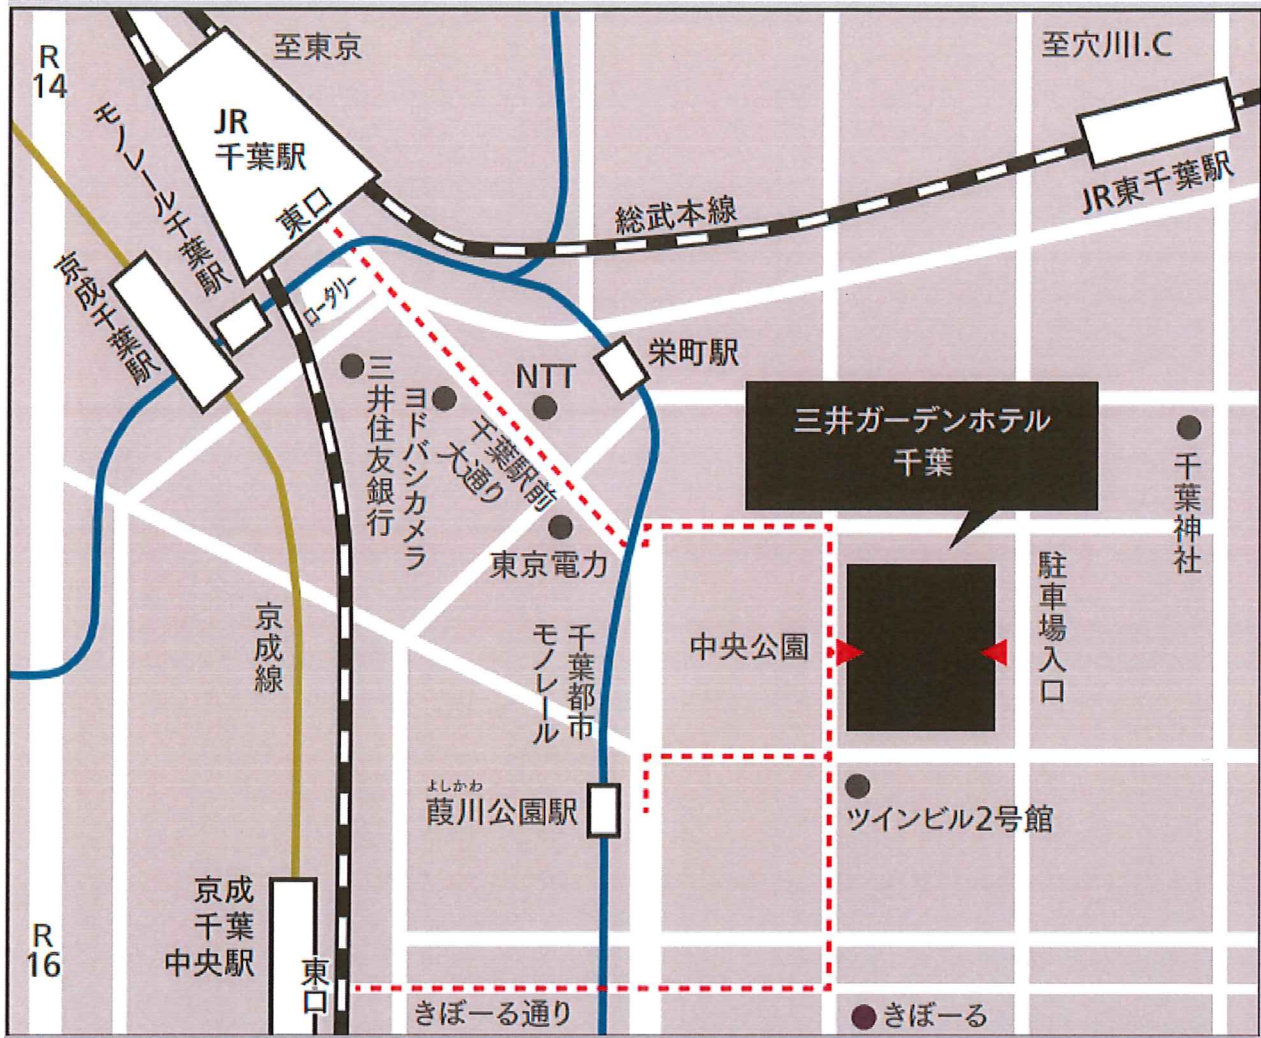 R
14
至東京
至穴川I.C
JR
千葉駅
東口
モノレール千葉駅
京成千葉駅
ロータリー
総武本線
JR東千葉駅
栄町駅
NTT
三井住友銀行
ヨドバシカメラ
千葉駅前
大通り
三井ガーデンホテル
千葉
千葉神社
東京電力
駐車場入口
中央公園
京成線
千葉都市
モノレール
よしかわ
葭川公園駅
ツインビル2号館
京成
千葉
中央駅
東口
R
16
きぼーる通り
きぼーる